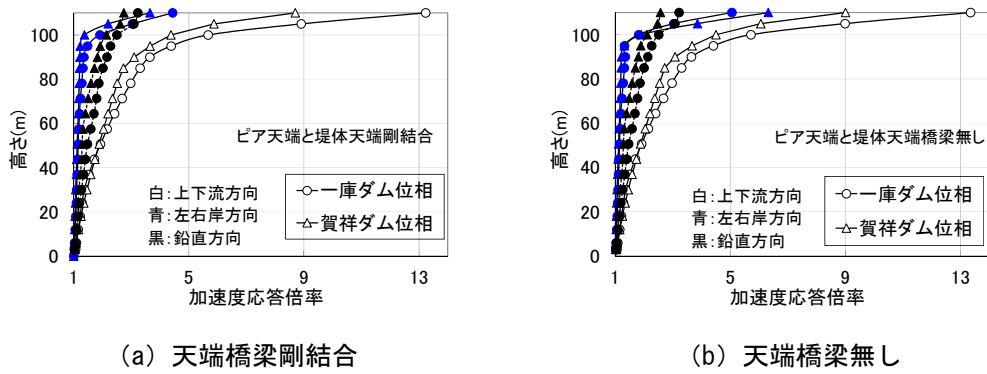 高さ(m)
100
80
60
40
20
0
ピア天端と堤体天端剛結合
白：上下流方向
青：左右岸方向
黒：鉛直方向
一庫ダム位相
賀祥ダム位相
1 5 9 13
加速度応答倍率
(a) 天端橋梁剛結合
高さ(m)
100
80
60
40
20
0
ピア天端と堤体天端橋梁無し
白：上下流方向
青：左右岸方向
黒：鉛直方向
一庫ダム位相
賀祥ダム位相
1 5 9 13
加速度応答倍率
(b) 天端橋梁無し